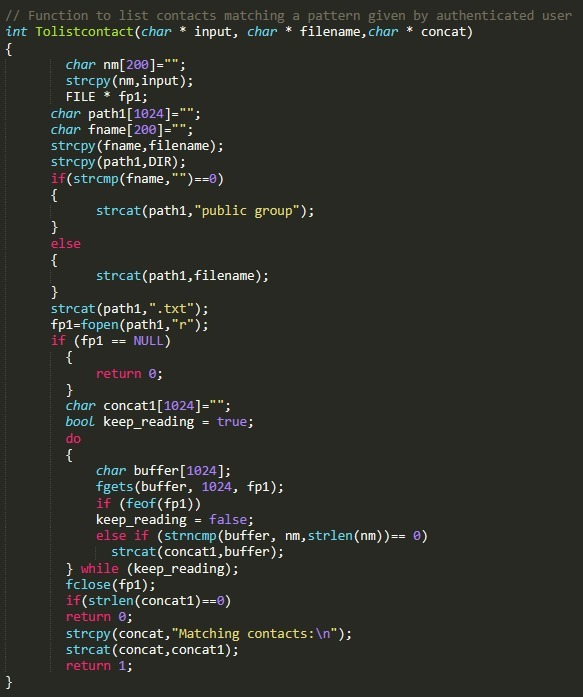 // Function to list contacts matching a pattern given by authenticated user
int Tolistcontact(char * input, char * filename,char * concat)
{
char nm[200]="";
strcpy(nm,input);
FILE * fp1;
char path1[1024]="";
char fname[200]="";
strcpy(fname,filename);
strcpy(path1,DIR);
if(strcmp(fname,"")==0)
{
strcat(path1,"public group");
}
else
{
strcat(path1,filename);
}
strcat(path1,".txt");
fp1=fopen(path1,"r");
if (fp1 == NULL)
{
return 0;
}
char concat1[1024]="";
bool keep_reading = true;
do
{
char buffer[1024];
fgets(buffer, 1024, fp1);
if (feof(fp1))
keep_reading = false;
else if (strncmp(buffer, nm,strlen(nm))== 0)
strcat(concat1,buffer);
} while (keep_reading);
fclose(fp1);
if(strlen(concat1)==0)
return 0;
strcpy(concat,"Matching contacts:\n");
strcat(concat,concat1);
return 1;
}